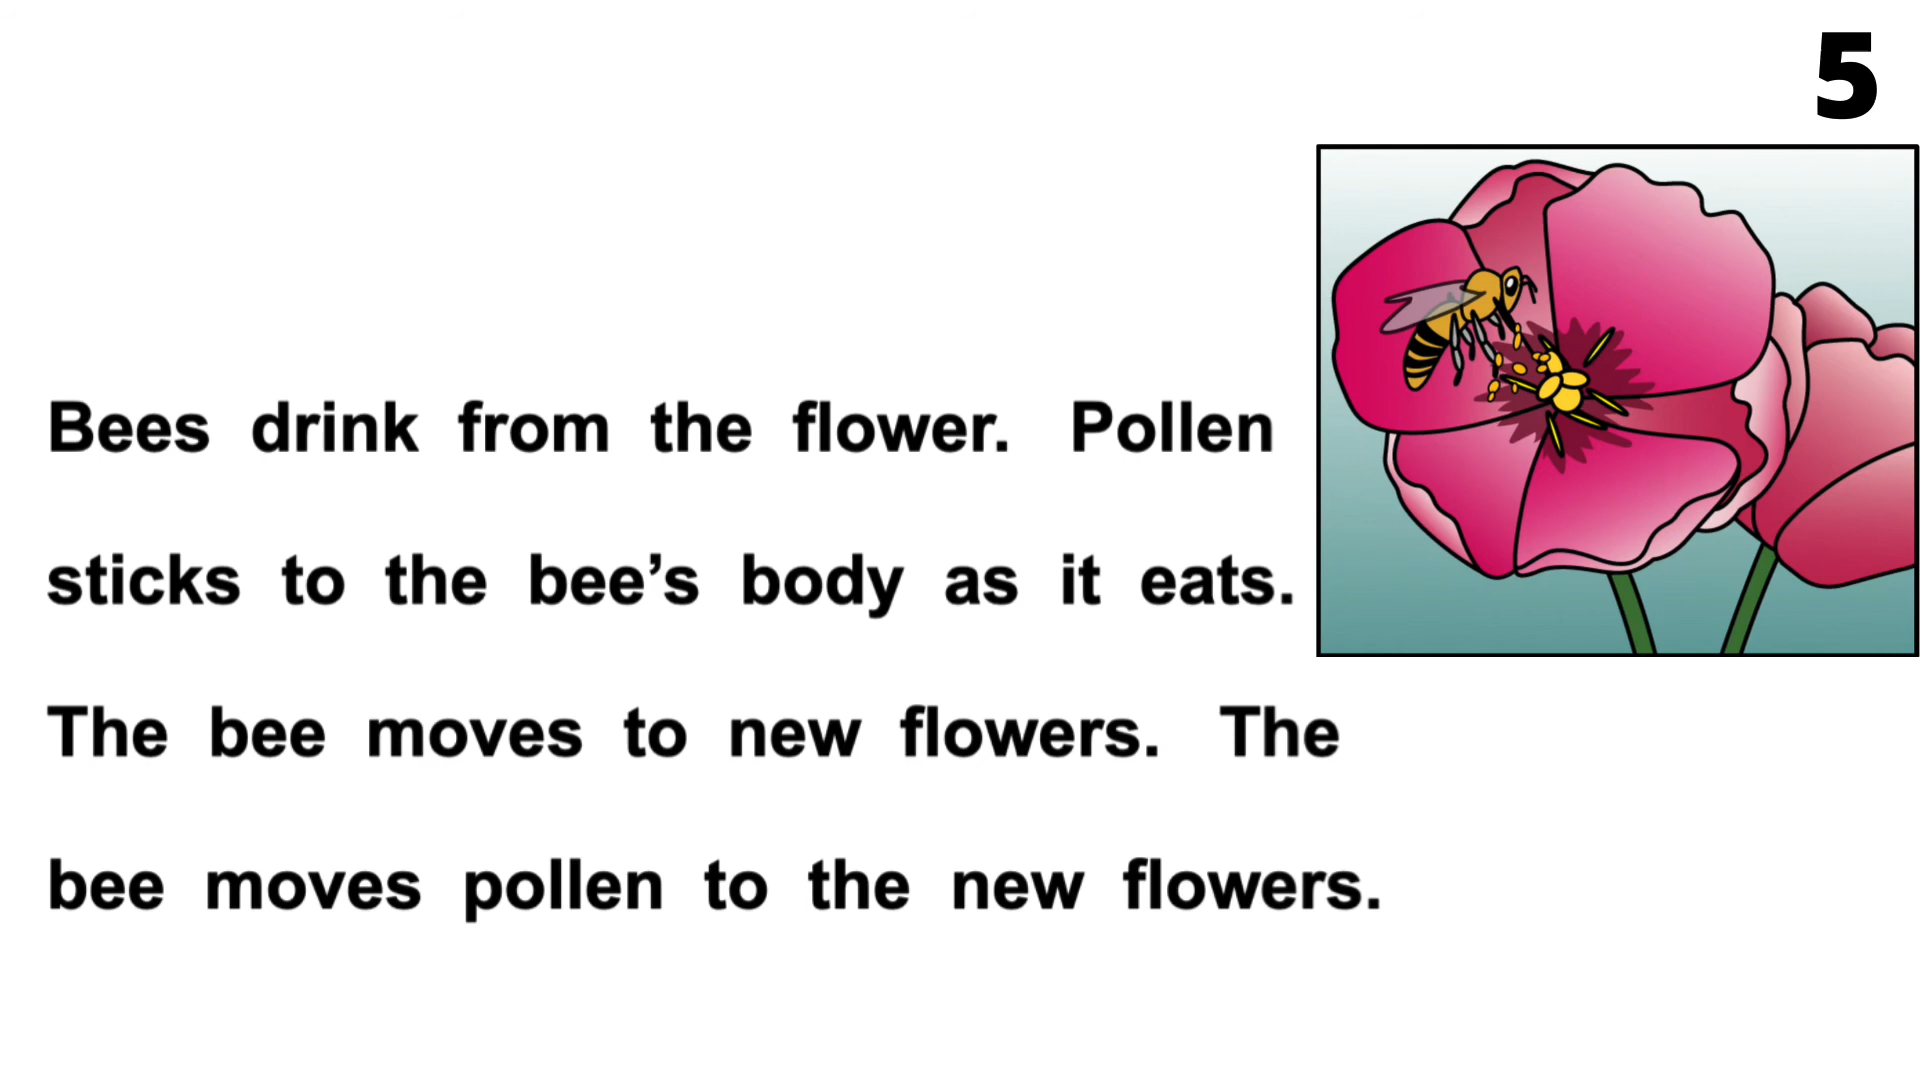 5
Bees drink from the flower. Pollen
sticks to the bee’s body as it eats.
The bee moves to new flowers. The
bee moves pollen to the new flowers.